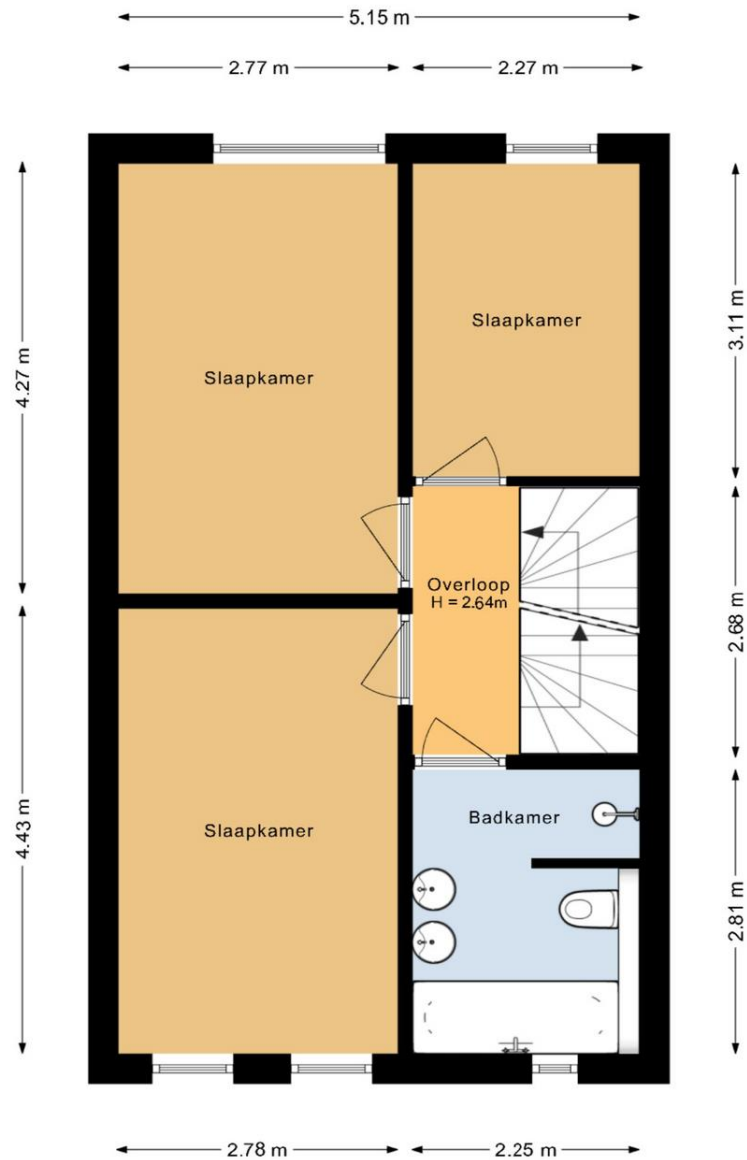 5.15 m
2.77 m
2.27 m
4.27 m
3.11 m
Slaapkamer
Slaapkamer
Overloop
H = 2.64m
2.68 m
4.43 m
Slaapkamer
Badkamer
2.81 m
2.78 m
2.25 m